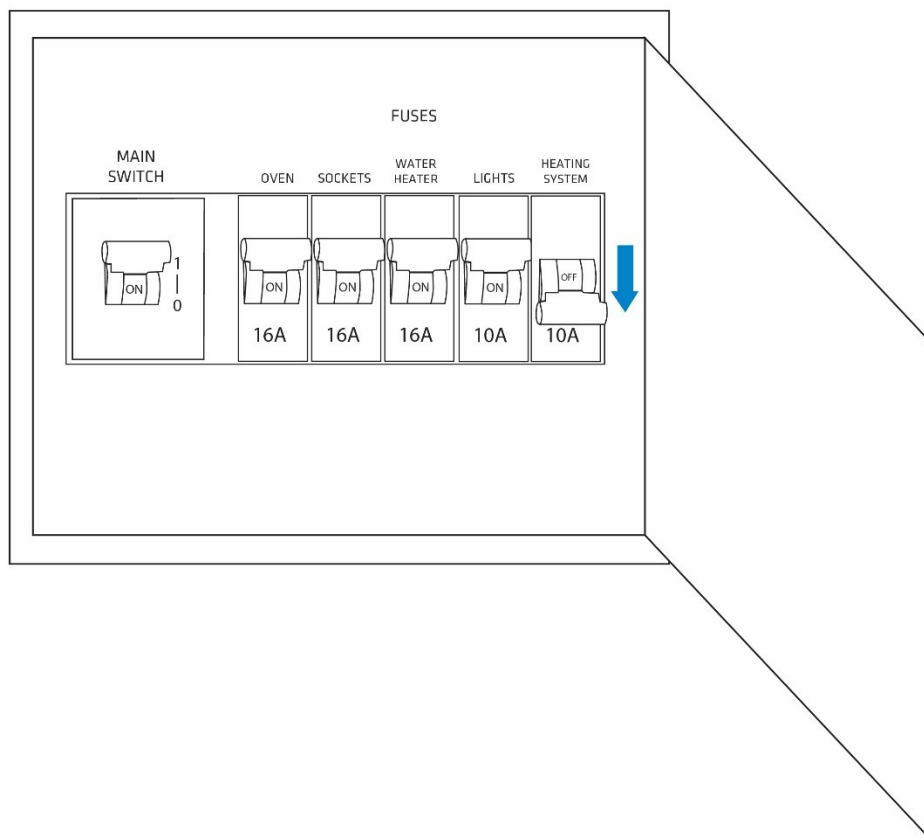 FUSES
MAIN
SWITCH
OVEN
SOCKETS
WATER
HEATER
LIGHTS
HEATING
SYSTEM
ON
1
0
ON
ON
ON
ON
OFF
16A
16A
16A
10A
10A